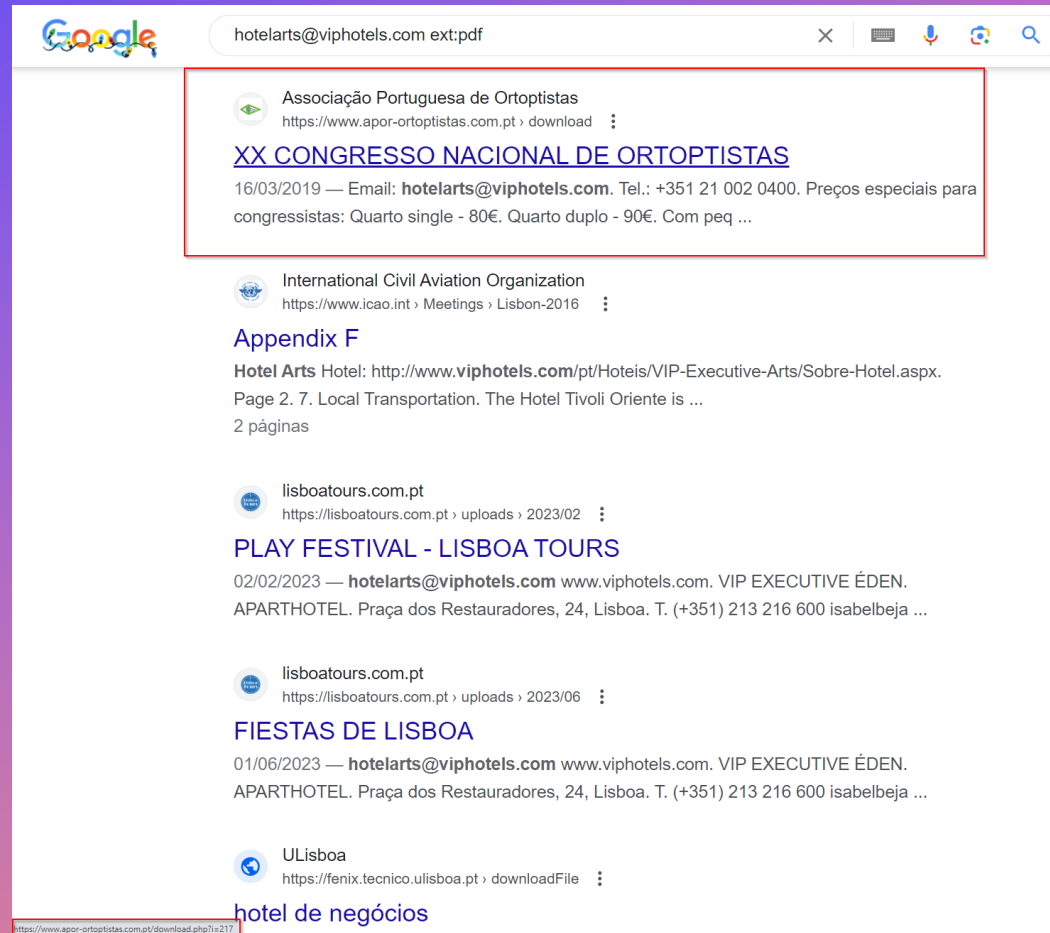 Google
hotelarts@viphotels.com ext:pdf
Associação Portuguesa de Ortoptistas
https://www.apor-ortoptistas.com.pt › download
XX CONGRESSO NACIONAL DE ORTOPTISTAS
16/03/2019 — Email: hotelarts@viphotels.com. Tel.: +351 21 002 0400. Preços especiais para
congressistas: Quarto single - 80€. Quarto duplo - 90€. Com peq ...
International Civil Aviation Organization
https://www.icao.int › Meetings › Lisbon-2016
Appendix F
Hotel Arts Hotel: http://www.viphotels.com/pt/Hoteis/VIP-Executive-Arts/Sobre-Hotel.aspx.
Page 2. 7. Local Transportation. The Hotel Tivoli Oriente is ...
2 páginas
lisboatours.com.pt
https://lisboatours.com.pt › uploads › 2023/02
PLAY FESTIVAL - LISBOA TOURS
02/02/2023 — hotelarts@viphotels.com www.viphotels.com. VIP EXECUTIVE ÉDEN.
APARTHOTEL. Praça dos Restauradores, 24, Lisboa. T. (+351) 213 216 600 isabelbeja ...
lisboatours.com.pt
https://lisboatours.com.pt › uploads › 2023/06
FIESTAS DE LISBOA
01/06/2023 — hotelarts@viphotels.com www.viphotels.com. VIP EXECUTIVE ÉDEN.
APARTHOTEL. Praça dos Restauradores, 24, Lisboa. T. (+351) 213 216 600 isabelbeja ...
ULisboa
https://fenix.tecnico.ulisboa.pt › downloadFile
hotel de negócios
https://www.apor-ortoptistas.com.pt/download.php?i=217